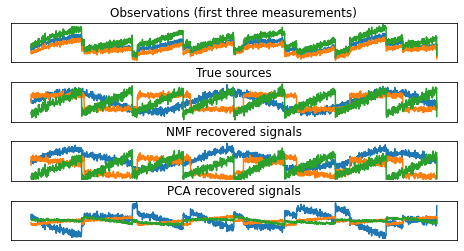 Observations (first three measurements)
True sources
NMF recovered signals
PCA recovered signals